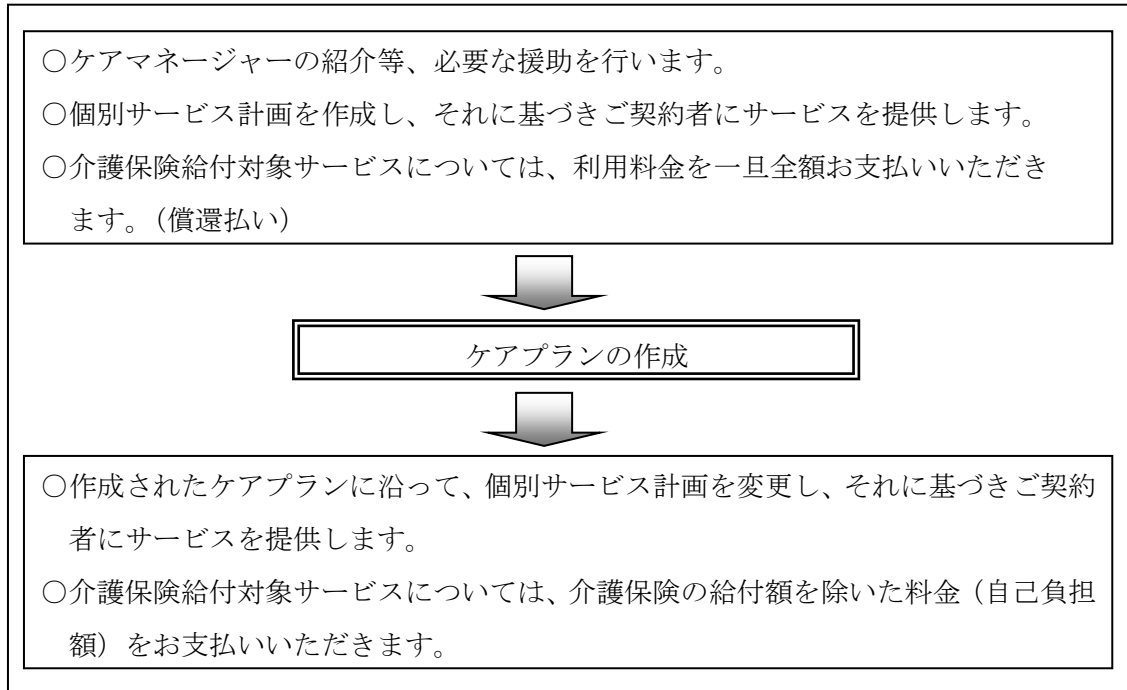 ○ケアマネージャーの紹介等、必要な援助を行います。
○個別サービス計画を作成し、それに基づきご契約者にサービスを提供します。
○介護保険給付対象サービスについては、利用料金を一旦全額お支払いいただき
ます。（償還払い）
ケアプランの作成
○作成されたケアプランに沿って、個別サービス計画を変更し、それに基づきご契約
者にサービスを提供します。
○介護保険給付対象サービスについては、介護保険の給付額を除いた料金（自己負担
額）をお支払いいただきます。